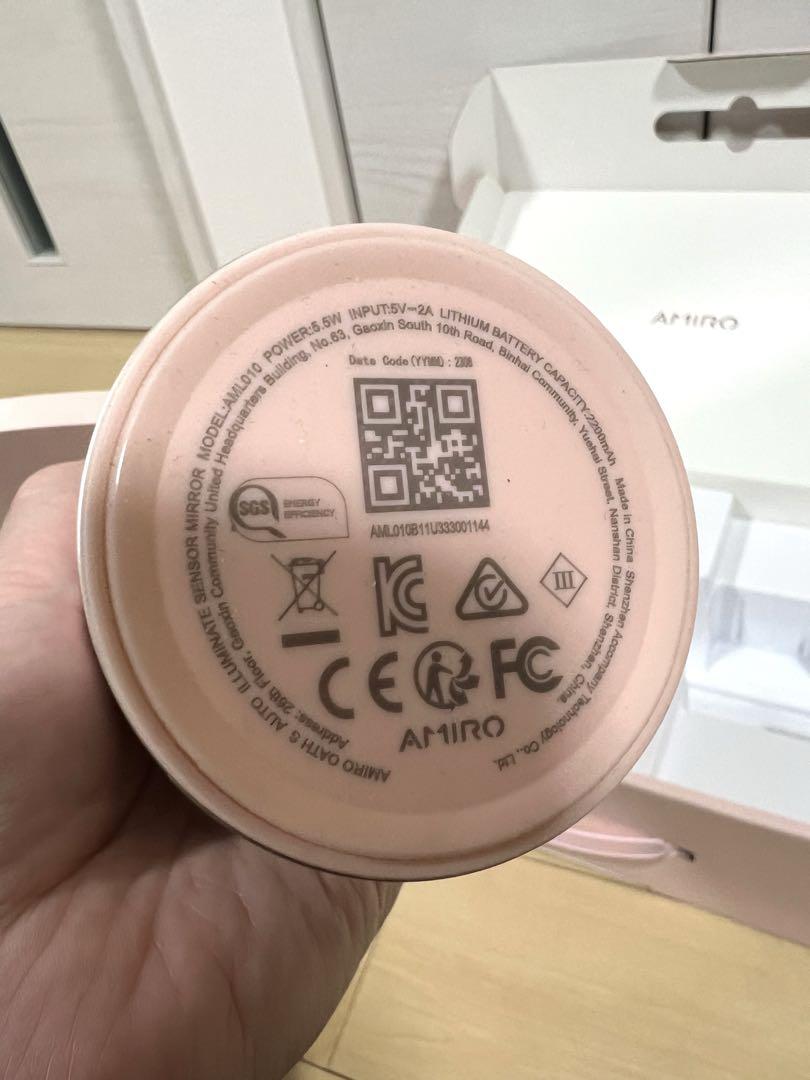 AMIRO OATH S AUTO ILLUMINATE SENSOR MIRROR MODEL:AML010 POWER:5.5W INPUT:5V⎓2A LITHIUM BATTERY CAPACITY:2200mAh Made in China Shenzhen Accompany Technology Co., Ltd.
Address: 26th Floor, Gaoxin Community United Headquarters Building, No.63, Gaoxin South 10th Road, Binhai Community, Yuehai Street, Nanshan District, Shenzhen, China
Date Code(YYMM) : 2308
SGS ENERGY
EFFICIENCY
AML010B11U333001144
III
CE FC
AMIRO
AMIRO